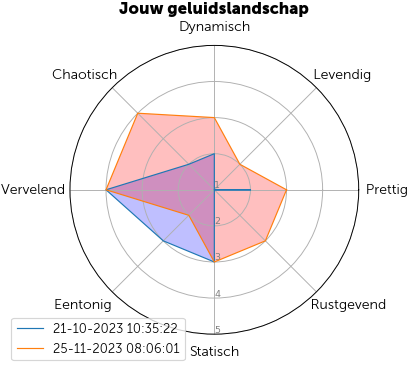 Jouw geluidslandschap
Dynamisch
Chaotisch
Levendig
Vervelend
Prettig
1
2
3
4
5
Eentonig
Rustgevend
Statisch
21-10-2023 10:35:22
25-11-2023 08:06:01